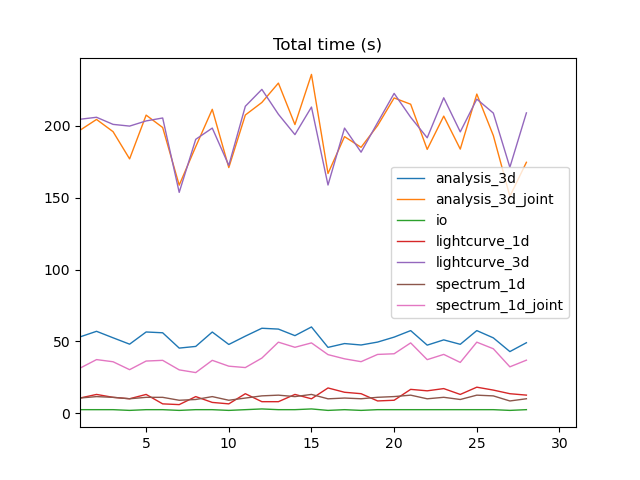 Total time (s)
200
150
100
50
0
analysis_3d
analysis_3d_joint
io
lightcurve_1d
lightcurve_3d
spectrum_1d
spectrum_1d_joint
5 10 15 20 25 30